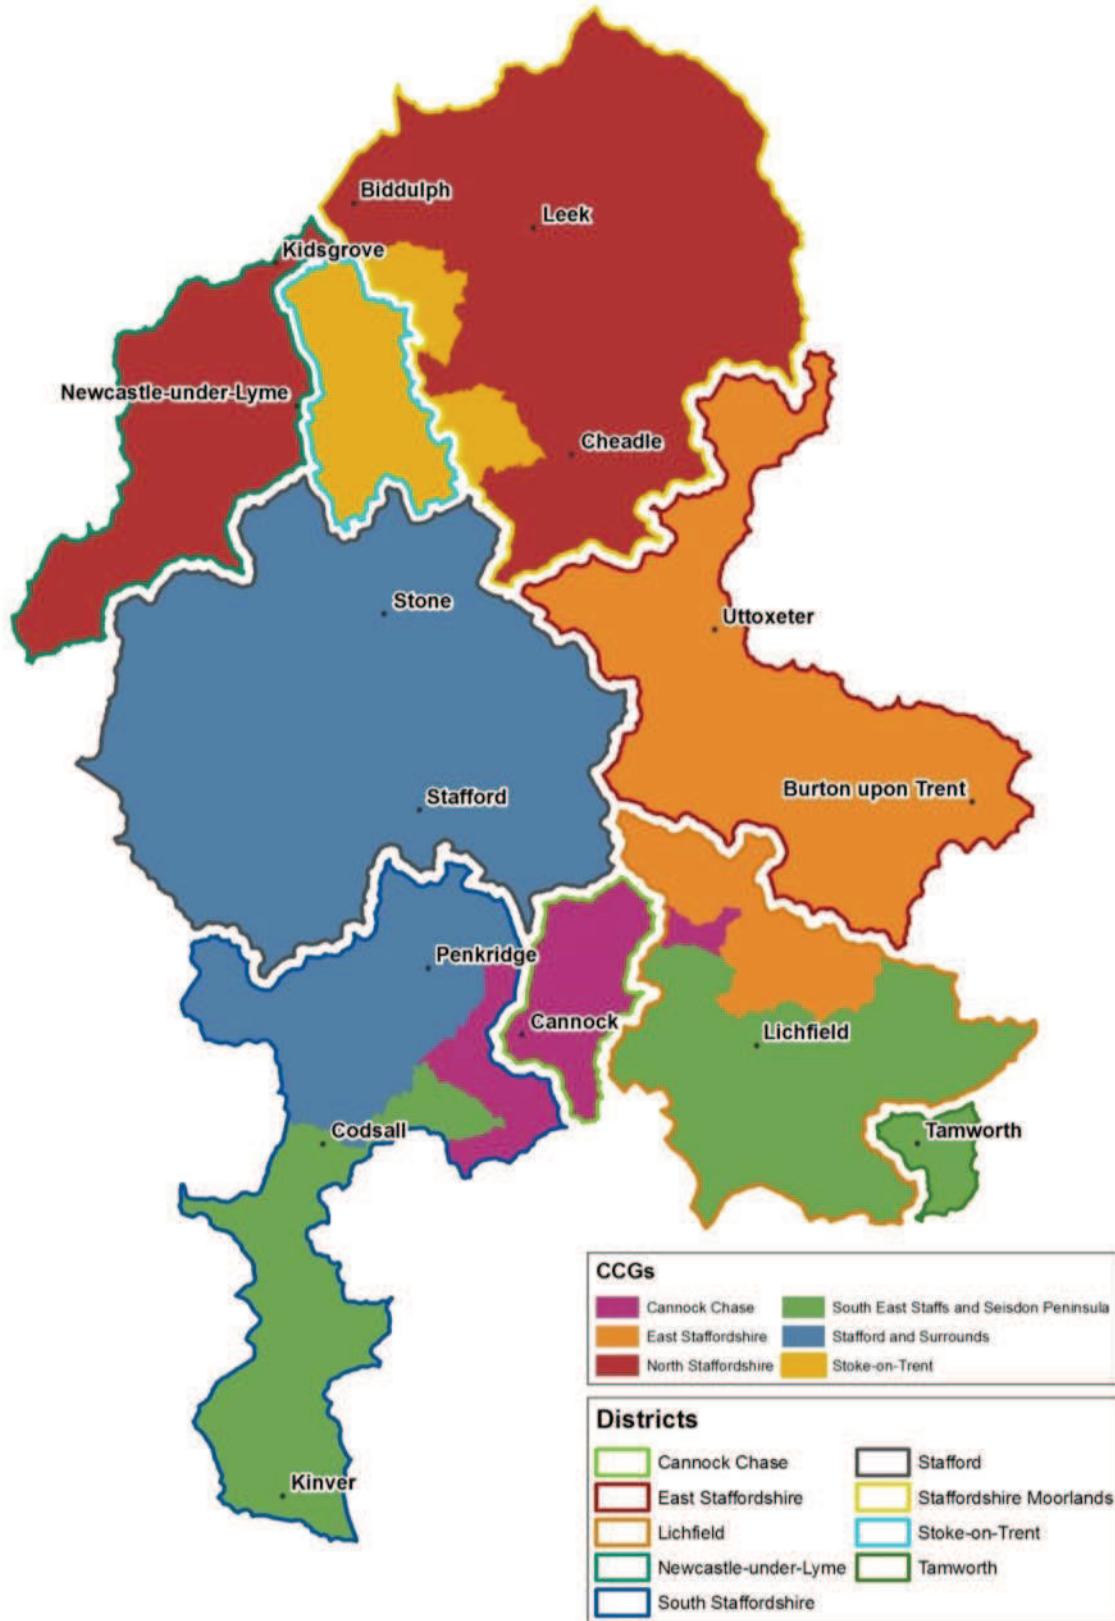 Biddulph
Leek
Kidsgrove
Newcastle-under-Lyme
Cheadle
Stone
Uttoxeter
Burton upon Trent
Stafford
Penkridge
Cannock
Lichfield
Codsall
Tamworth
Kinver
CCGs
Cannock Chase
South East Staffs and Seisdon Peninsula
East Staffordshire
Stafford and Surrounds
North Staffordshire
Stoke-on-Trent
Districts
Cannock Chase
Stafford
East Staffordshire
Staffordshire Moorlands
Lichfield
Stoke-on-Trent
Newcastle-under-Lyme
Tamworth
South Staffordshire